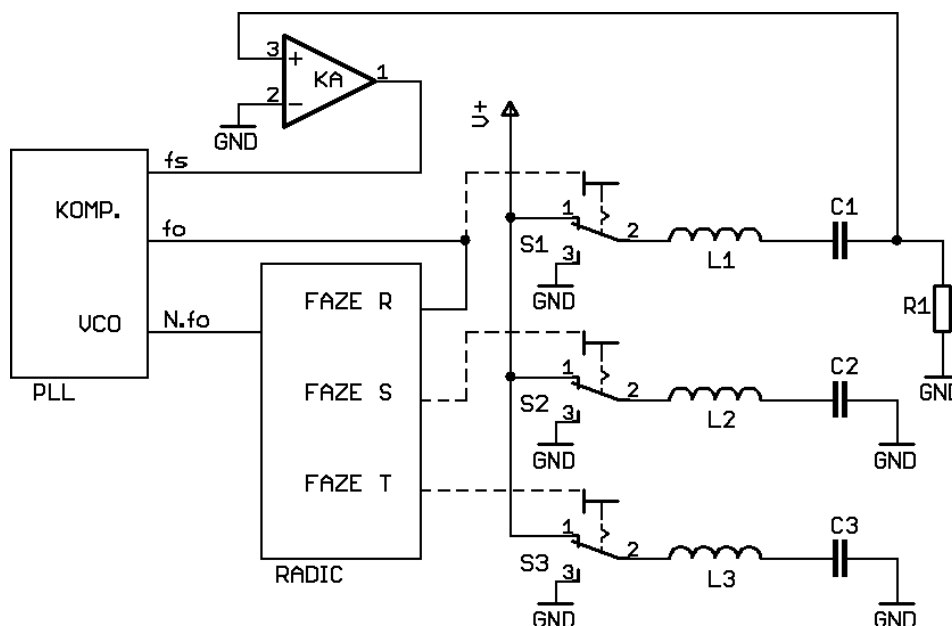 3
+
KA
1
2
-
GND
U+
fs
KOMP.
fo
VCO
N.fo
PLL
FAZE R
FAZE S
FAZE T
RADIC
1
2
S1
3
GND
L1
C1
R1
GND
1
2
S2
3
GND
L2
C2
GND
1
2
S3
3
GND
L3
C3
GND